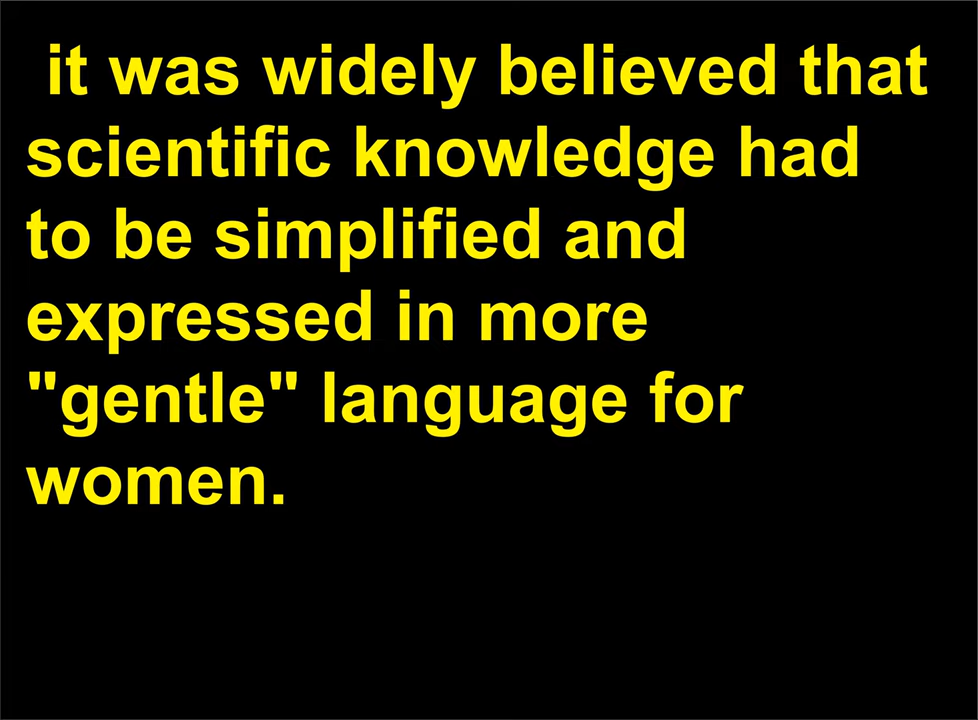 it was widely believed that
scientific knowledge had
to be simplified and
expressed in more
"gentle" language for
women.